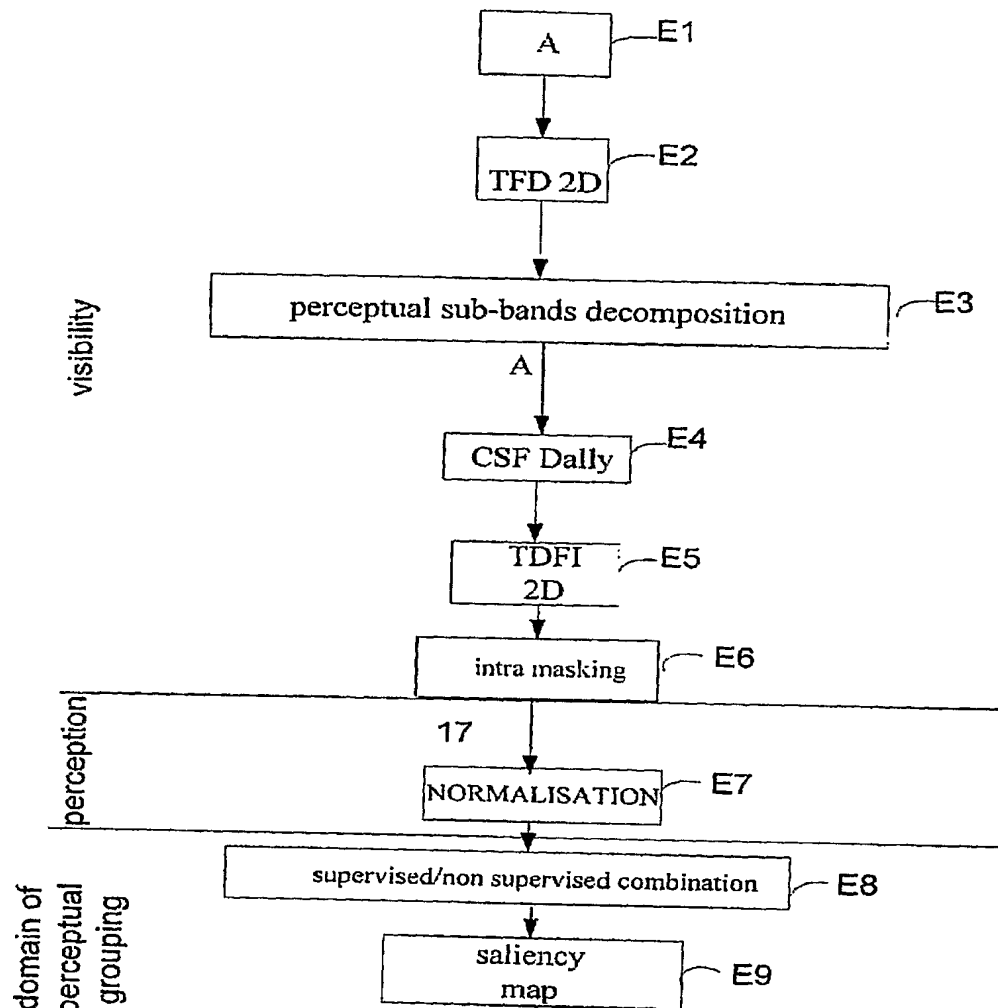 A
E1
TFD 2D
E2
perceptual sub-bands decomposition
E3
visibility
A
CSF Dally
E4
TDFI
2D
E5
intra masking
E6
perception
17
NORMALISATION
E7
domain of
perceptual
grouping
supervised/non supervised combination
E8
saliency
map
E9